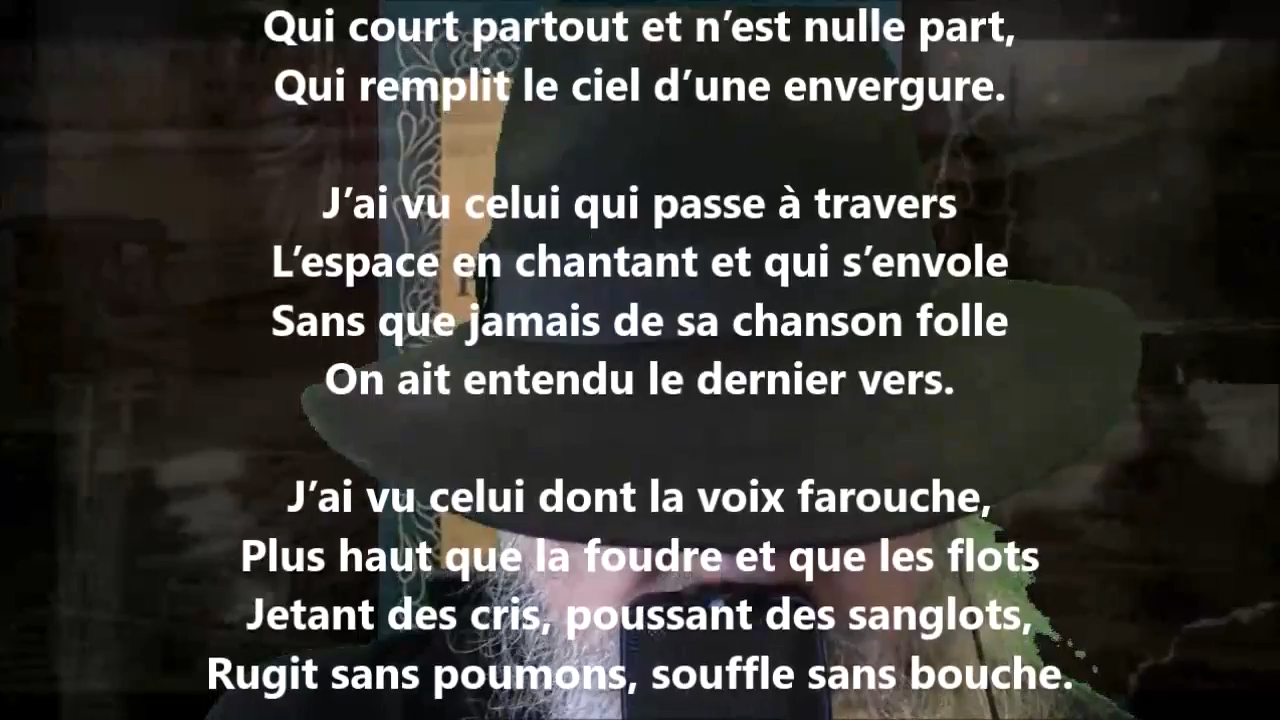 Qui court partout et n’est nulle part,
Qui remplit le ciel d’une envergure.
J’ai vu celui qui passe à travers
L’espace en chantant et qui s’envole
Sans que jamais de sa chanson folle
On ait entendu le dernier vers.
J’ai vu celui dont la voix farouche,
Plus haut que la foudre et que les flots
Jetant des cris, poussant des sanglots,
Rugit sans poumons, souffle sans bouche.